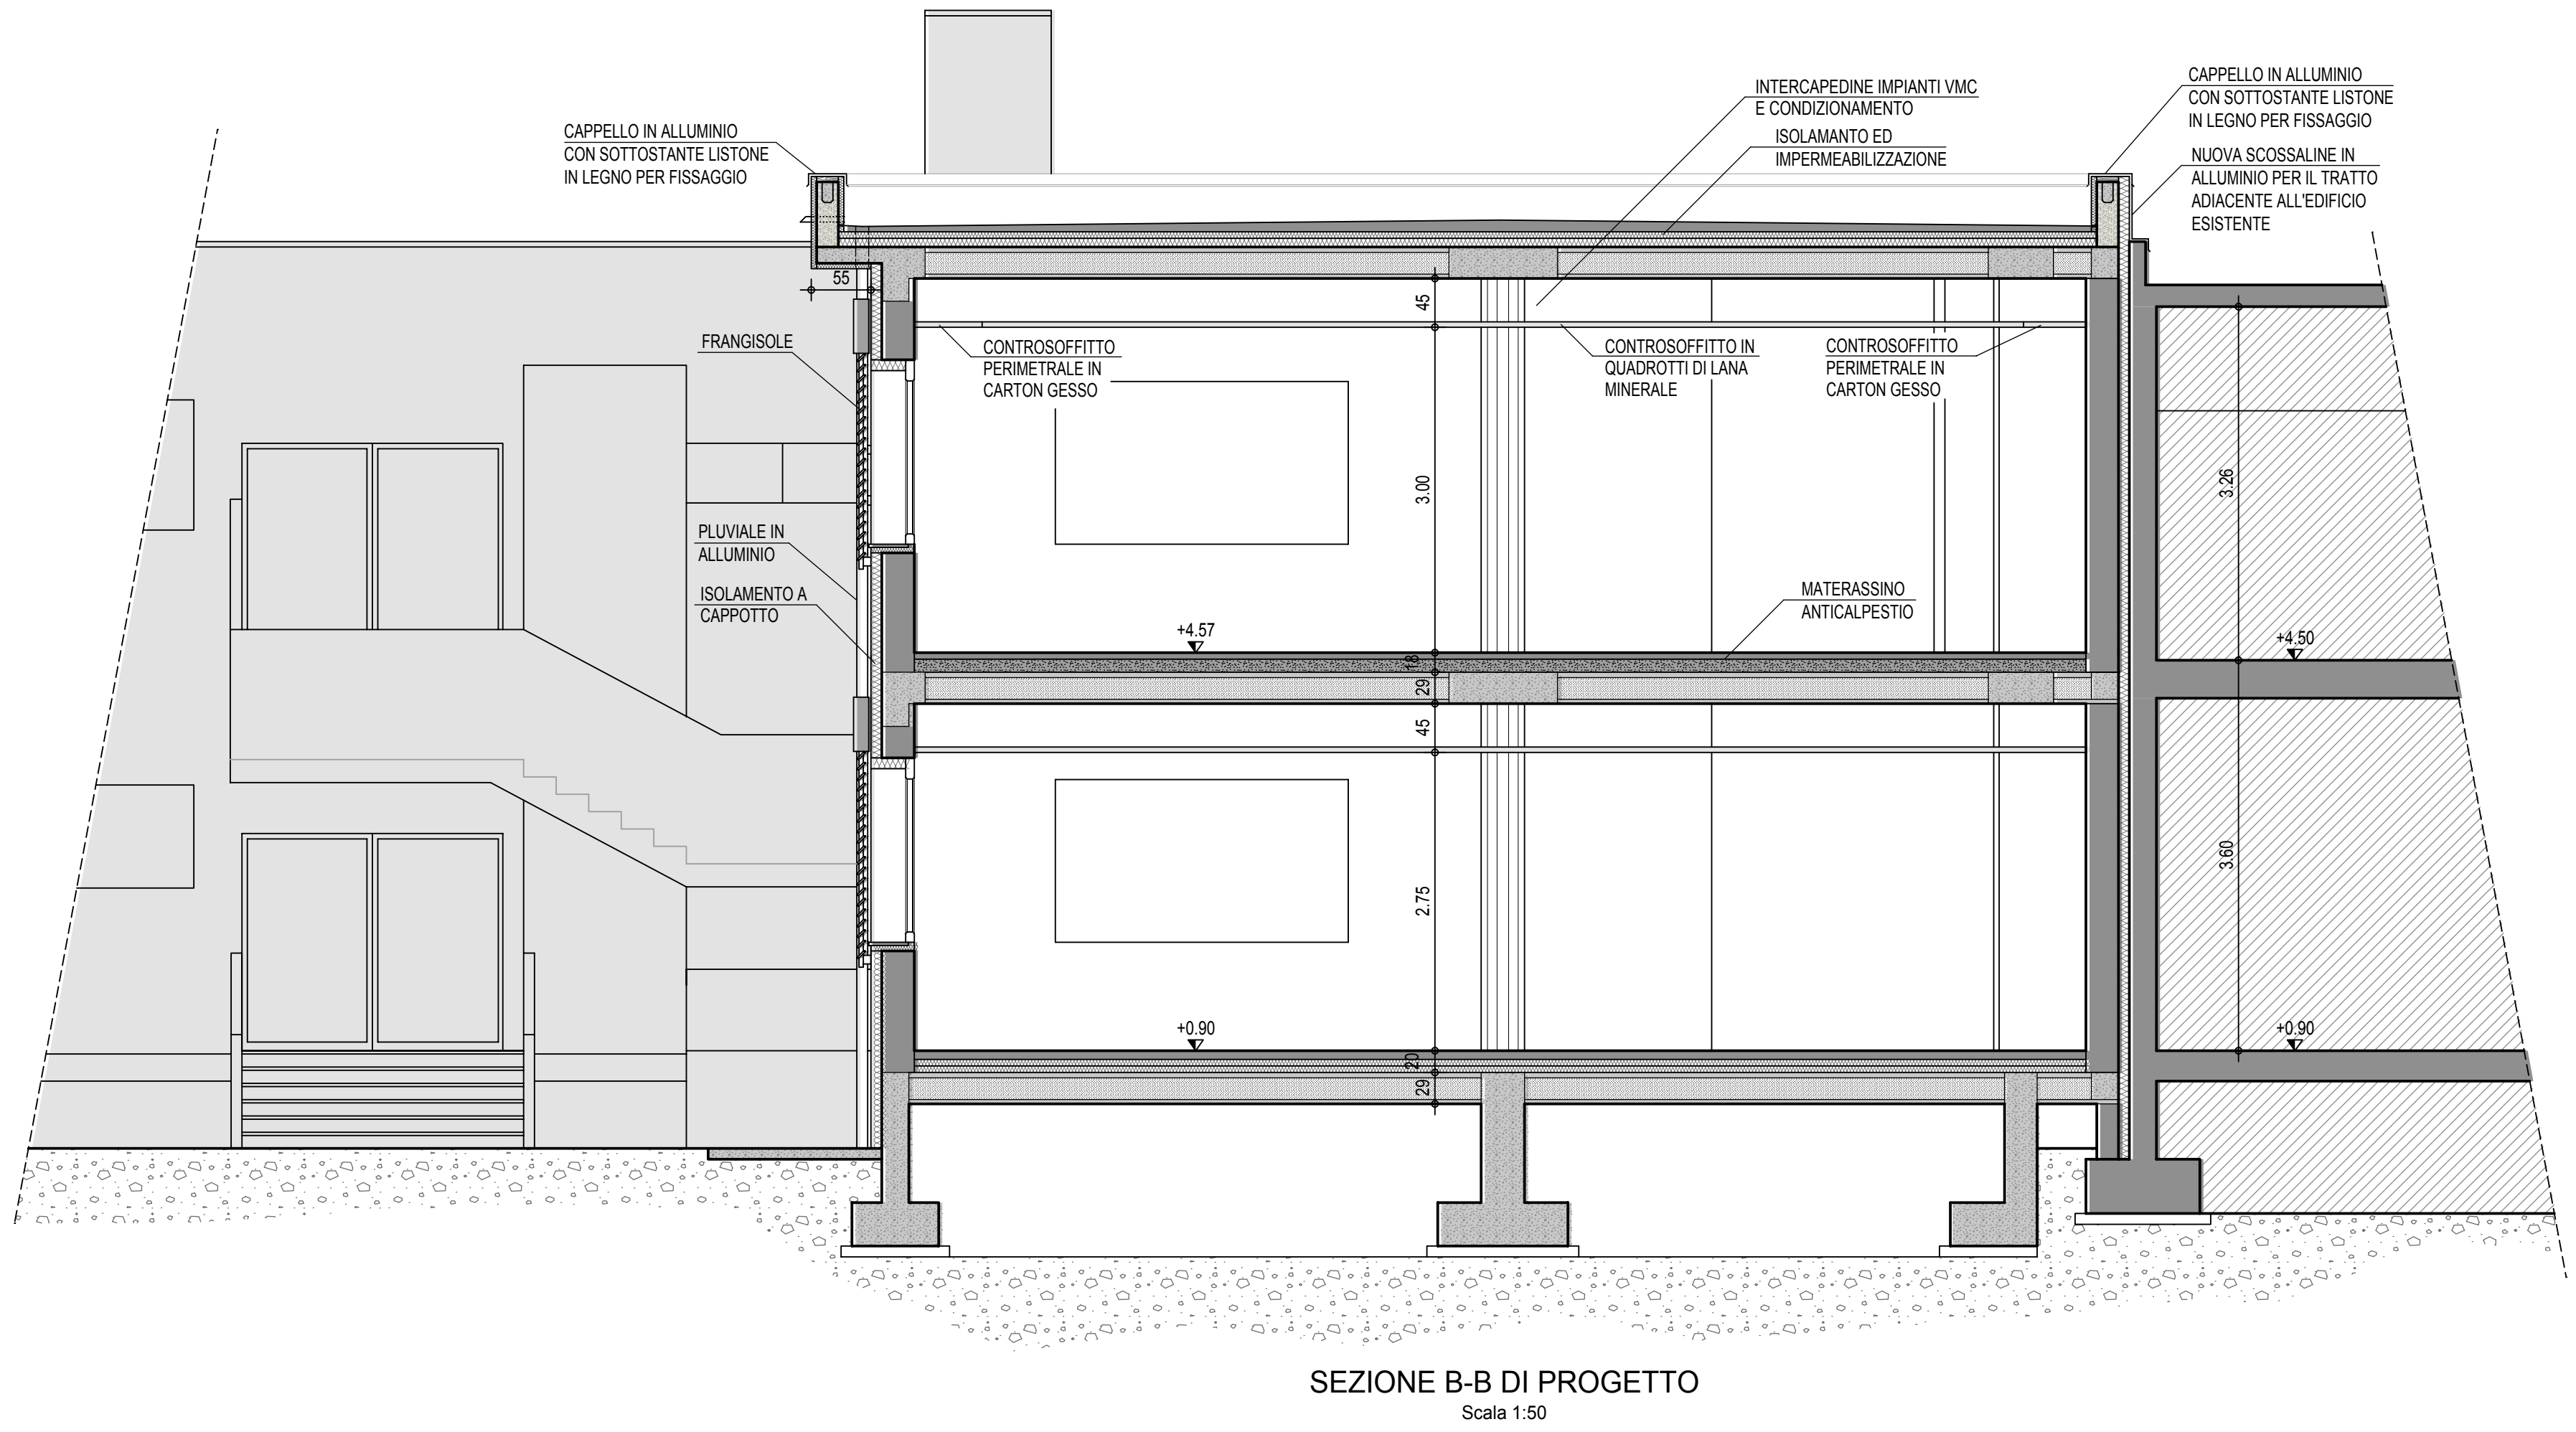 INTERCAPEDINE IMPIANTI VMC
E CONDIZIONAMENTO
ISOLAMANTO ED
IMPERMEABILIZZAZIONE
CAPPELLO IN ALLUMINIO
CON SOTTOSTANTE LISTONE
IN LEGNO PER FISSAGGIO
CAPPELLO IN ALLUMINIO
CON SOTTOSTANTE LISTONE
IN LEGNO PER FISSAGGIO
NUOVA SCOSSALINE IN
ALLUMINIO PER IL TRATTO
ADIACENTE ALL'EDIFICIO
ESISTENTE
55
45
FRANGISOLE
CONTROSOFFITTO
PERIMETRALE IN
CARTON GESSO
CONTROSOFFITTO IN
QUADROTTI DI LANA
MINERALE
CONTROSOFFITTO
PERIMETRALE IN
CARTON GESSO
3.00
3.26
PLUVIALE IN
ALLUMINIO
ISOLAMENTO A
CAPPOTTO
MATERASSINO
ANTICALPESTIO
+4.57
+4.50
18
29
45
2.75
3.60
+0.90
+0.90
20
29
SEZIONE B-B DI PROGETTO
Scala 1:50